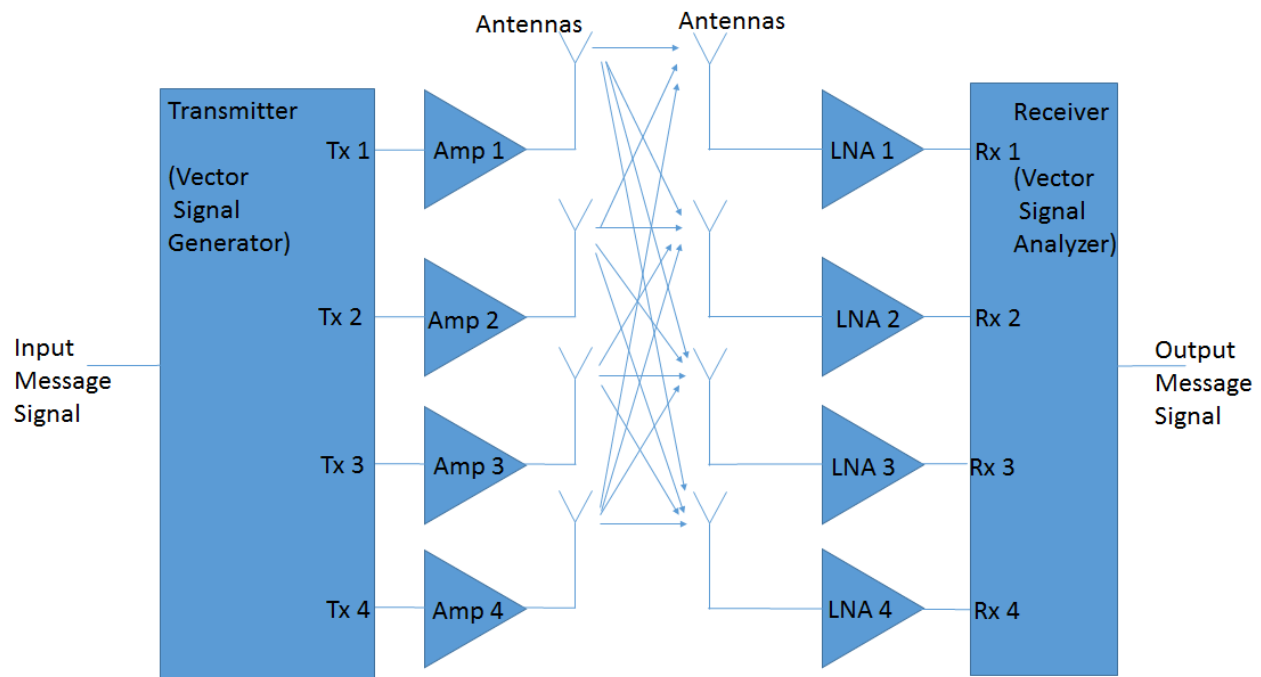 Antennas
Antennas
Transmitter
(Vector
Signal
Generator)
Tx 1
Tx 2
Tx 3
Tx 4
Amp 1
Amp 2
Amp 3
Amp 4
LNA 1
LNA 2
LNA 3
LNA 4
Receiver
Rx 1
(Vector
Signal
Analyzer)
Rx 2
Rx 3
Rx 4
Input
Message
Signal
Output
Message
Signal